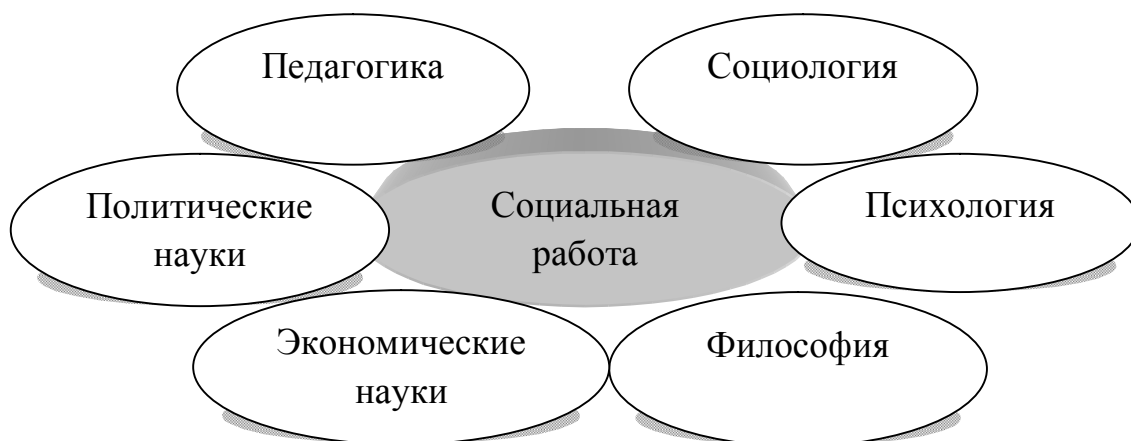 Педагогика
Социология
Политические
науки
Социальная
работа
Психология
Экономические
науки
Философия